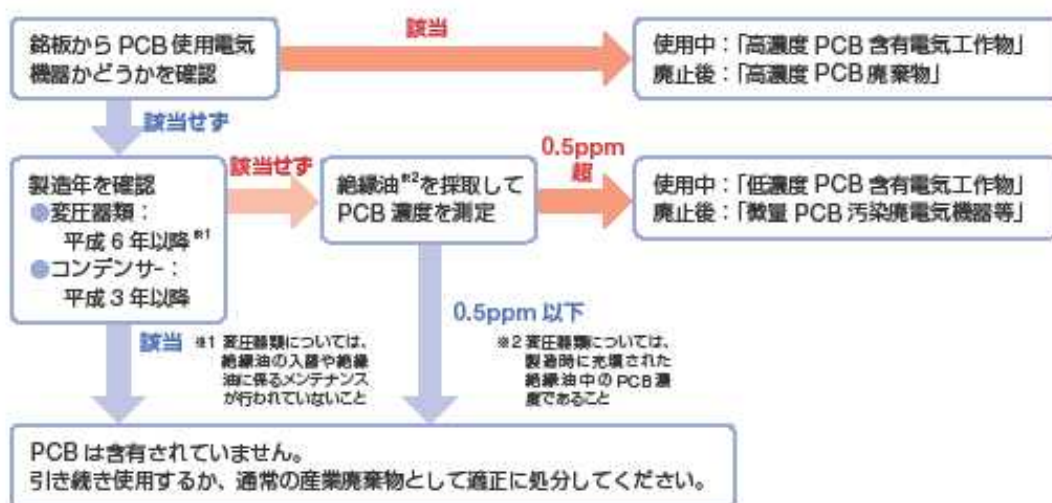 銘板から PCB 使用電気
機器かどうかを確認
該当
使用中：「高濃度 PCB 含有電気工作物」
廃止後：「高濃度 PCB 廃棄物」
該当せず
製造年を確認
●変圧器類：
平成 6 年以降※1
●コンデンサー：
平成 3 年以降
該当せず
絶縁油※2を採取して
PCB 濃度を測定
0.5ppm
超
使用中：「低濃度 PCB 含有電気工作物」
廃止後：「微量 PCB 汚染廃電気機器等」
該当
※1 変圧器類については、
絶縁油の入替や絶縁
油に係るメンテナンス
が行われていないこと
0.5ppm 以下
※2 変圧器類については、
製造時に充填された
絶縁油中の PCB 濃
度であること
PCB は含有されていません。
引き続き使用するか、通常の産業廃棄物として適正に処分してください。